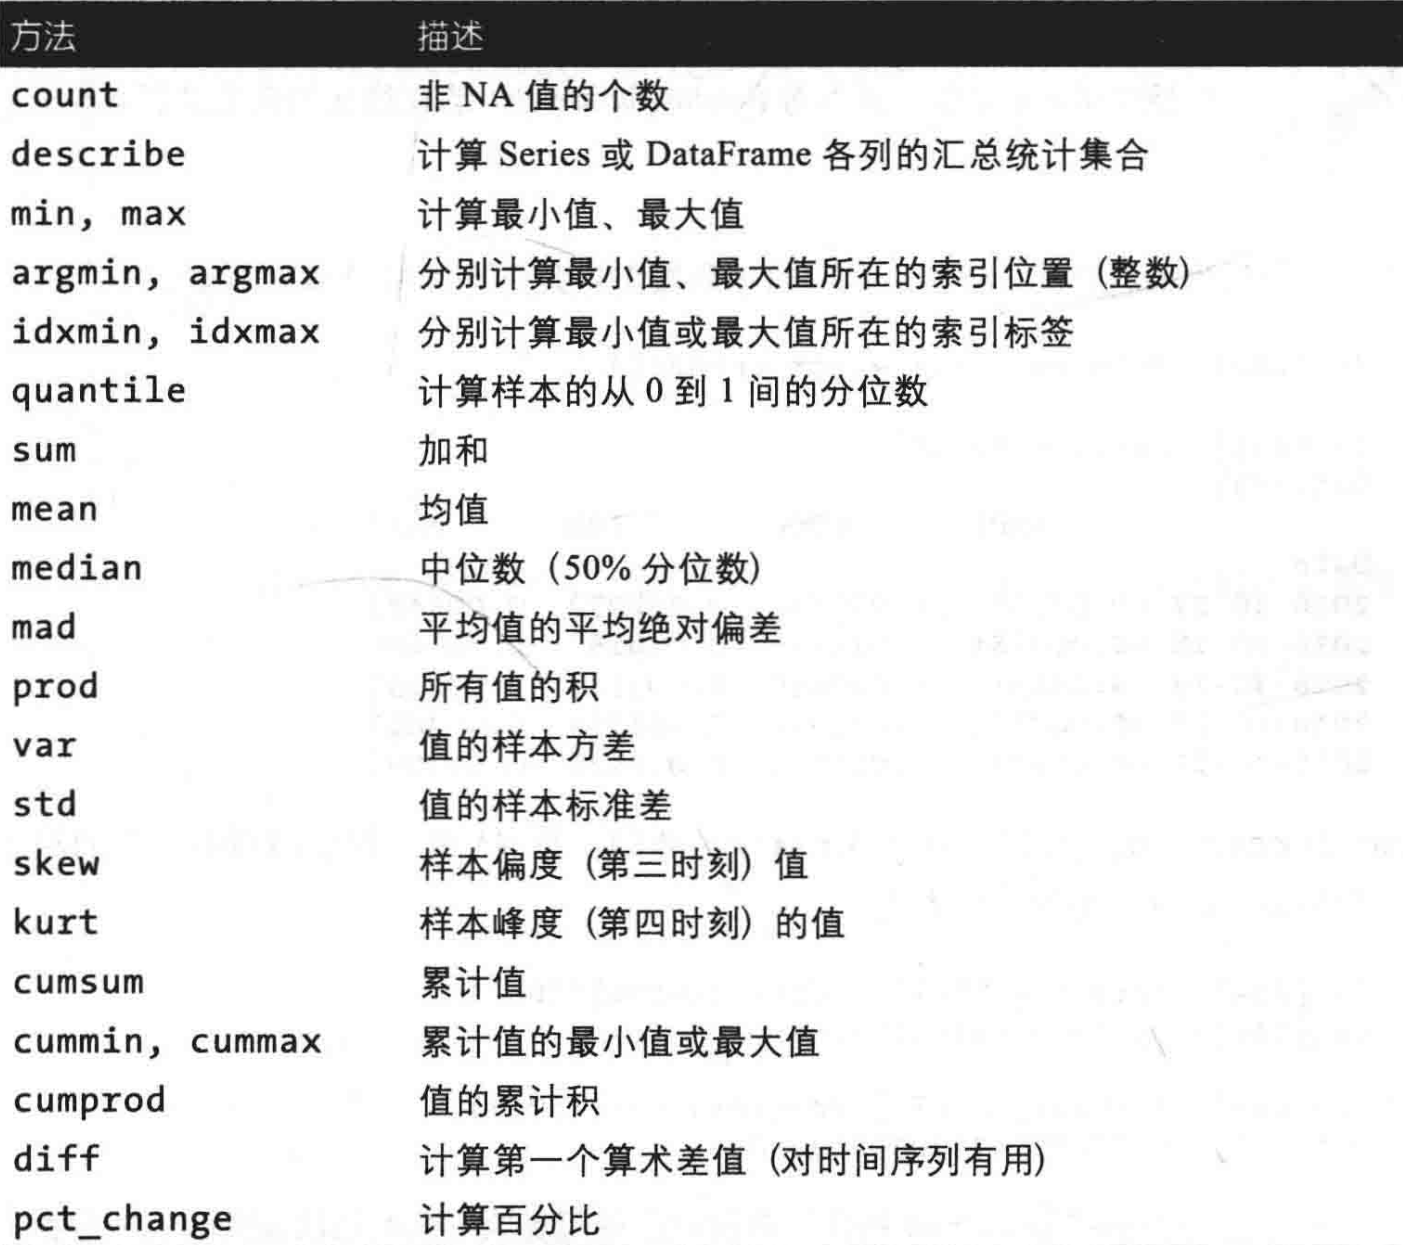 方法 描述
count 非 NA 值的个数
describe 计算 Series 或 DataFrame 各列的汇总统计集合
min, max 计算最小值、最大值
argmin, argmax 分别计算最小值、最大值所在的索引位置（整数）
idxmin, idxmax 分别计算最小值或最大值所在的索引标签
quantile 计算样本的从 0 到 1 间的分位数
sum 加和
mean 均值
median 中位数（50% 分位数）
mad 平均值的平均绝对偏差
prod 所有值的积
var 值的样本方差
std 值的样本标准差
skew 样本偏度（第三时刻）值
kurt 样本峰度（第四时刻）的值
cumsum 累计值
cummin, cummax 累计值的最小值或最大值
cumprod 值的累计积
diff 计算第一个算术差值（对时间序列有用）
pct_change 计算百分比